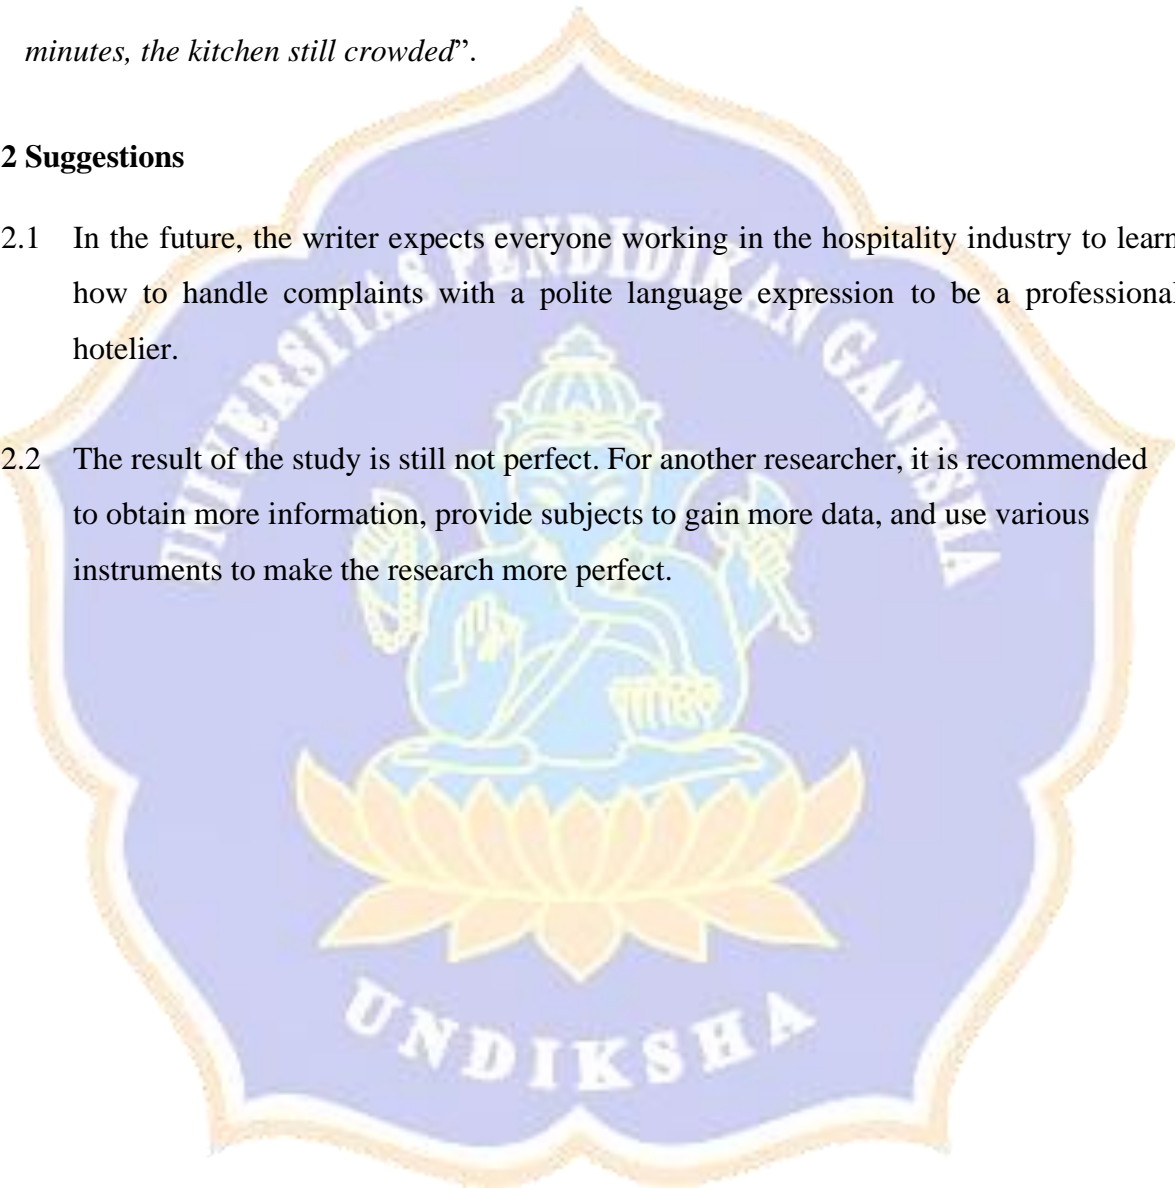 minutes, the kitchen still crowded”.
2 Suggestions
2.1 In the future, the writer expects everyone working in the hospitality industry to learn
how to handle complaints with a polite language expression to be a professional
hotelier.
2.2 The result of the study is still not perfect. For another researcher, it is recommended
to obtain more information, provide subjects to gain more data, and use various
instruments to make the research more perfect.
UNIVERSITAS PENDIDIKAN GANESHA
UNDIKSHA